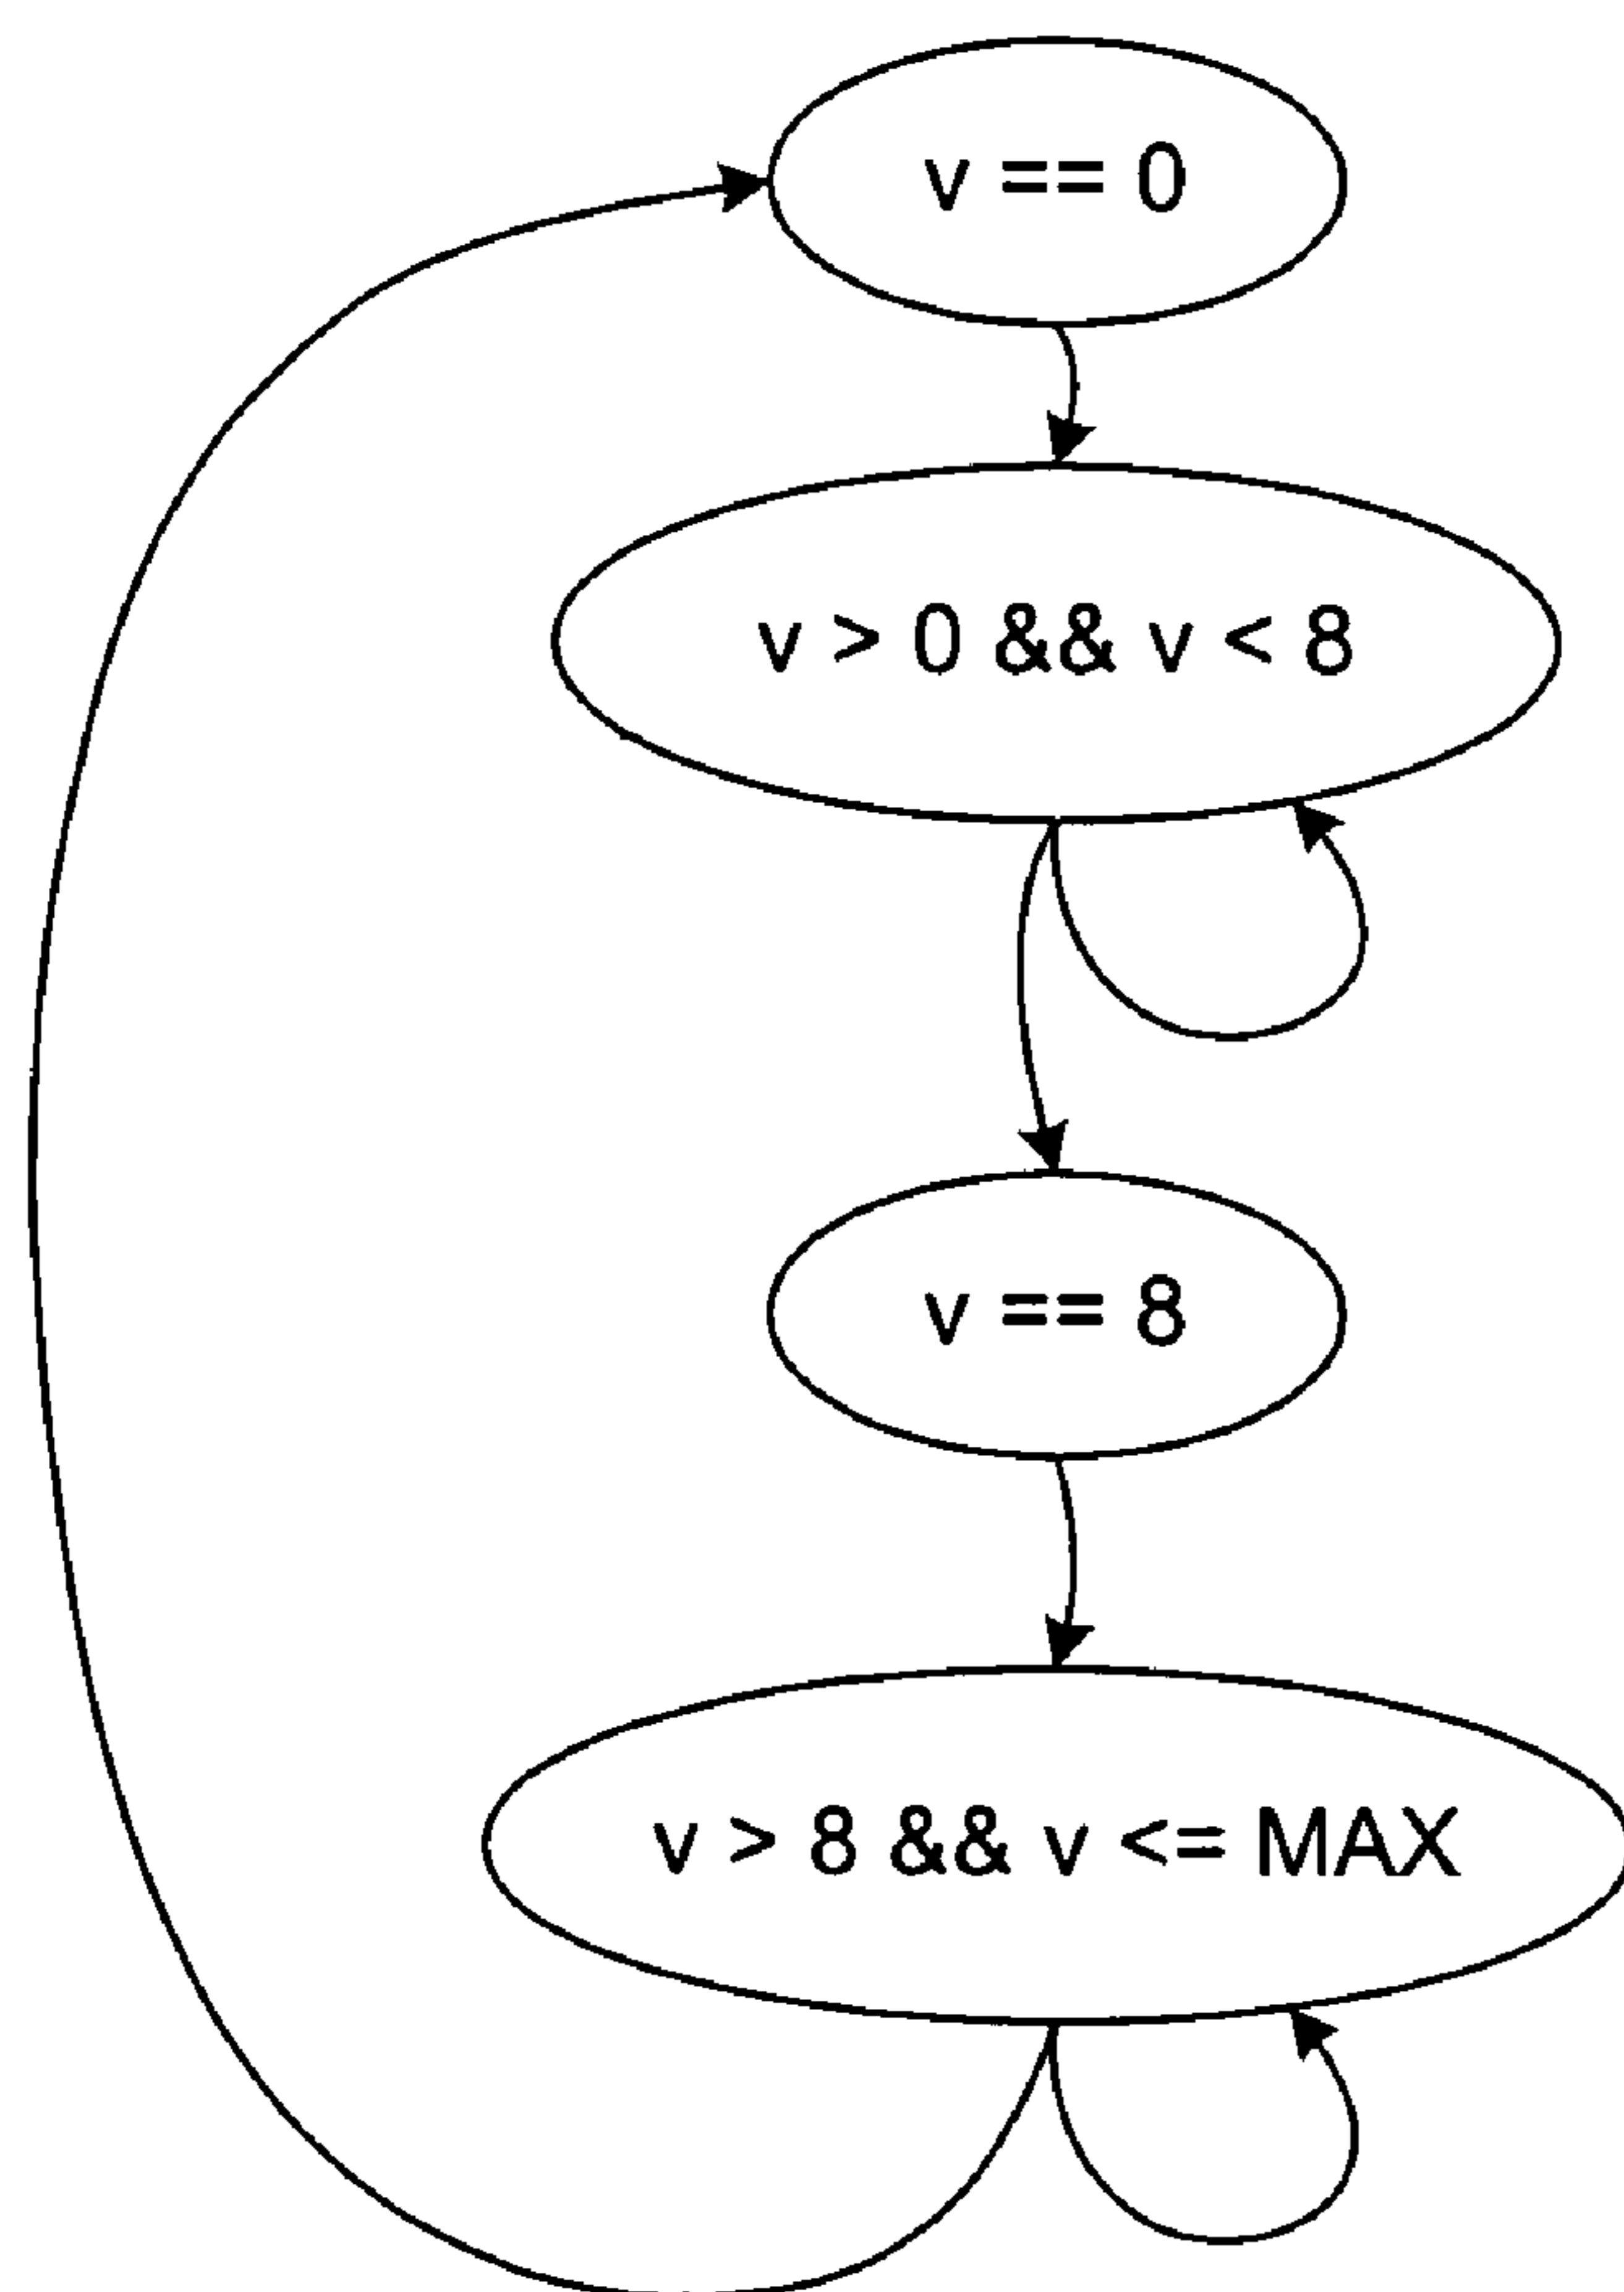 v == 0
v > 0 && v < 8
v == 8
v > 8 && v <= MAX